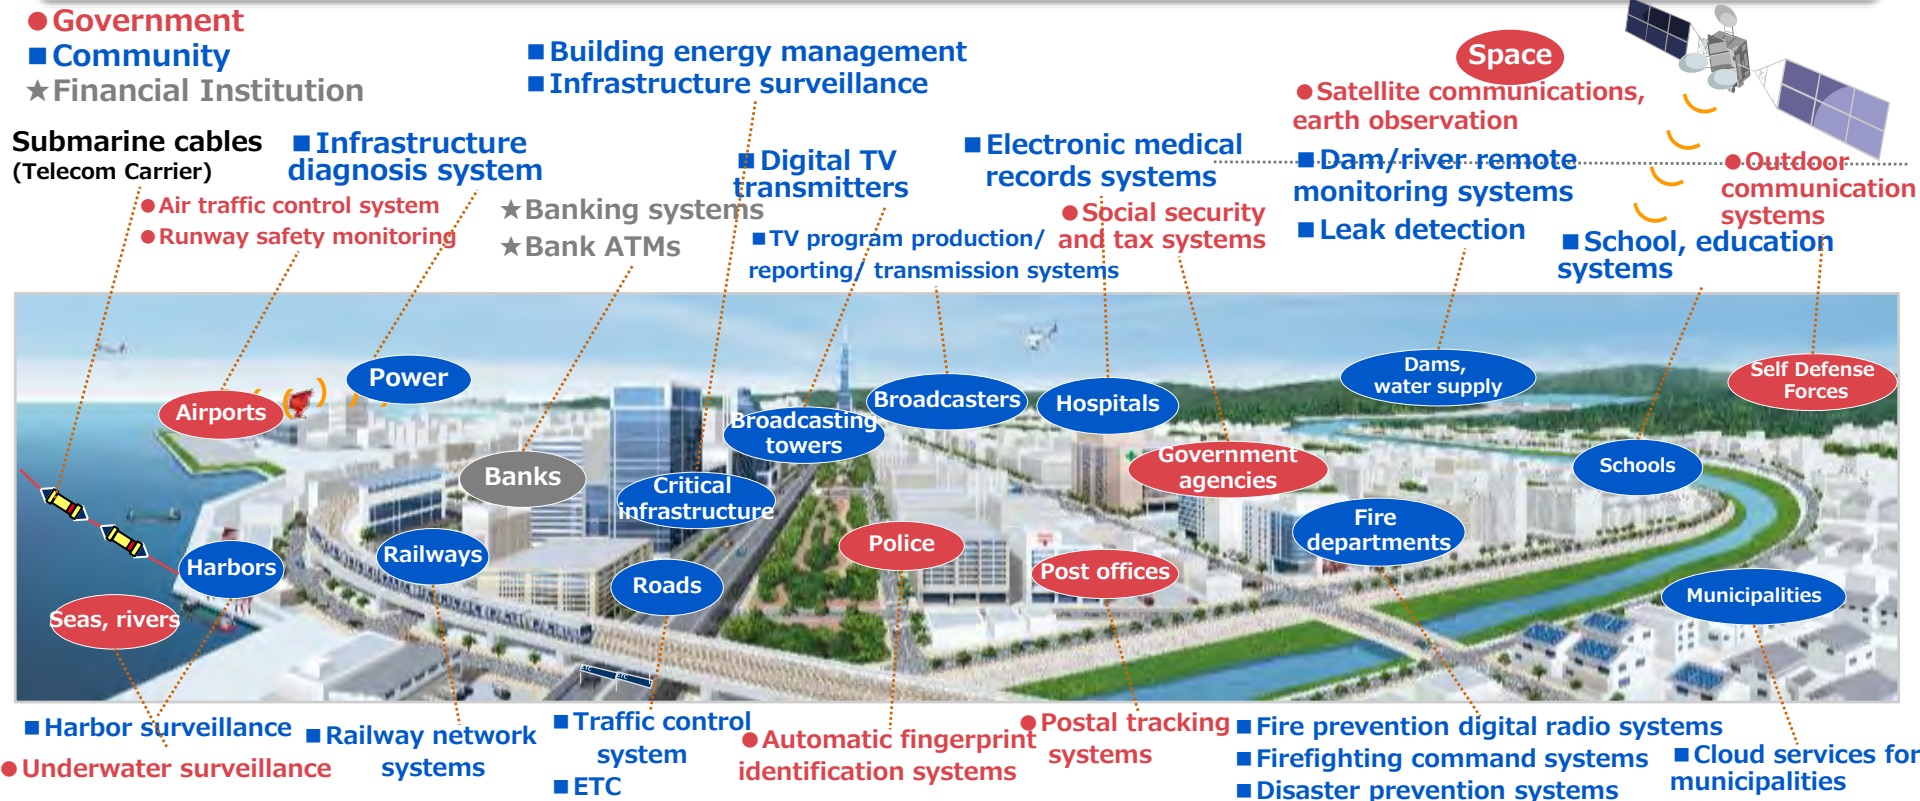 ● Government
■ Community
★ Financial Institution
■ Building energy management
■ Infrastructure surveillance
Space
● Satellite communications,
earth observation
Submarine cables
(Telecom Carrier)
■ Infrastructure
diagnosis system
■ Digital TV
transmitters
■ Electronic medical
records systems
■ Dam/river remote
monitoring systems
■ Leak detection
● Outdoor
communication
systems
● Air traffic control system
● Runway safety monitoring
★ Banking systems
★ Bank ATMs
■ TV program production/
reporting/ transmission systems
● Social security
and tax systems
■ School, education
systems
Power
Airports
Banks
Critical
infrastructure
Broadcasting
towers
Broadcasters
Hospitals
Dams,
water supply
Self Defense
Forces
Government
agencies
Schools
Harbors
Railways
Roads
Police
Post offices
Fire
departments
Municipalities
Seas, rivers
ETC
ETC
■ Harbor surveillance
● Underwater surveillance
■ Railway network
systems
■ Traffic control
system
■ ETC
● Automatic fingerprint
identification systems
● Postal tracking
systems
■ Fire prevention digital radio systems
■ Firefighting command systems
■ Disaster prevention systems
■ Cloud services for
municipalities